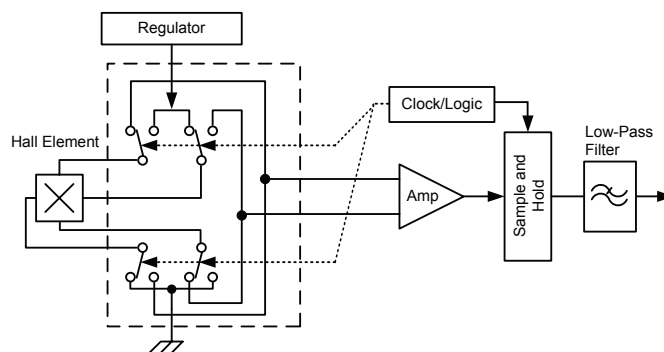 Regulator
Clock/Logic
Hall Element
Amp
Sample and
Hold
Low-Pass
Filter